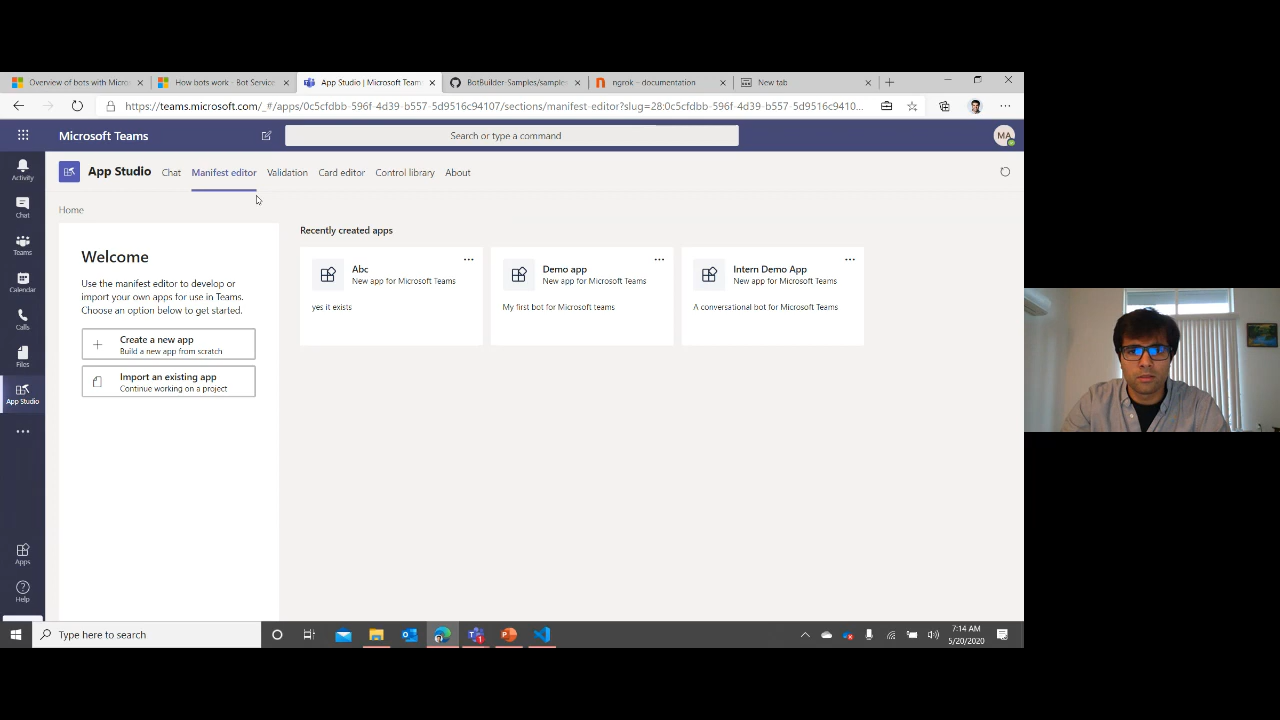 Overview of bots with Micro
How bots work - Bot Service
App Studio | Microsoft Team
BotBuilder-Samples/sample
ngrok – documentation
New tab
https://teams.microsoft.com/_#/apps/0c5cfdbb-596f-4d39-b557-5d9516c94107/sections/manifest-editor?slug=28:0c5cfdbb-596f-4d39-b557-5d9516c9410...
Microsoft Teams
Search or type a command
MA
Activity
Chat
Teams
Calendar
Calls
Files
App Studio
Apps
Help
App Studio
Chat
Manifest editor
Validation
Card editor
Control library
About
Home
Welcome
Use the manifest editor to develop or
import your own apps for use in Teams.
Choose an option below to get started.
Create a new app
Build a new app from scratch
Import an existing app
Continue working on a project
Recently created apps
Abc
New app for Microsoft Teams
yes it exists
Demo app
New app for Microsoft Teams
My first bot for Microsoft teams
Intern Demo App
New app for Microsoft Teams
A conversational bot for Microsoft Teams
Type here to search
7:14 AM
5/20/2020